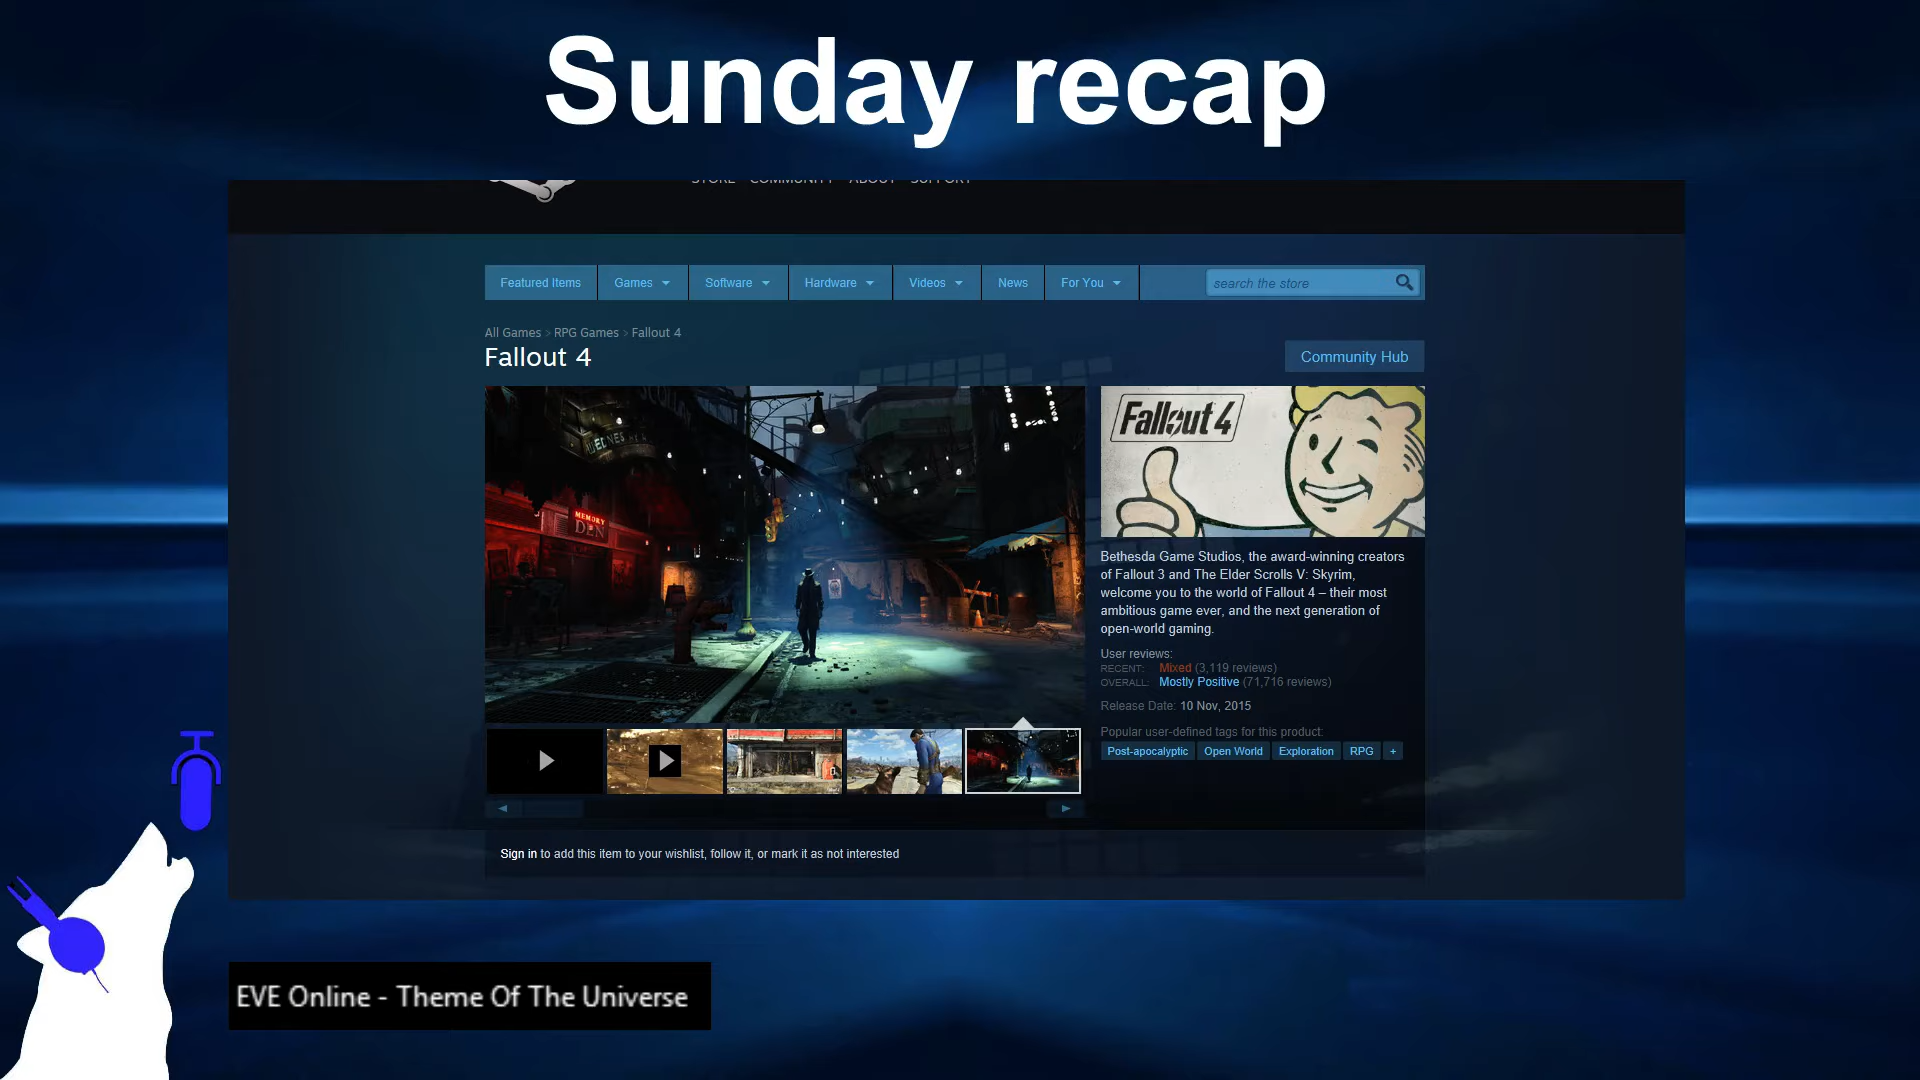 Sunday recap
STORE COMMUNITY ABOUT SUPPORT
Featured Items Games Software Hardware Videos News For You search the store
All Games > RPG Games > Fallout 4
Fallout 4
Community Hub
MEMORY
DEN
Fallout 4
Bethesda Game Studios, the award-winning creators
of Fallout 3 and The Elder Scrolls V: Skyrim,
welcome you to the world of Fallout 4 – their most
ambitious game ever, and the next generation of
open-world gaming.
User reviews:
RECENT: Mixed (3,119 reviews)
OVERALL: Mostly Positive (71,716 reviews)
Release Date: 10 Nov, 2015
Popular user-defined tags for this product:
Post-apocalyptic Open World Exploration RPG +
Sign in to add this item to your wishlist, follow it, or mark it as not interested
EVE Online - Theme Of The Universe